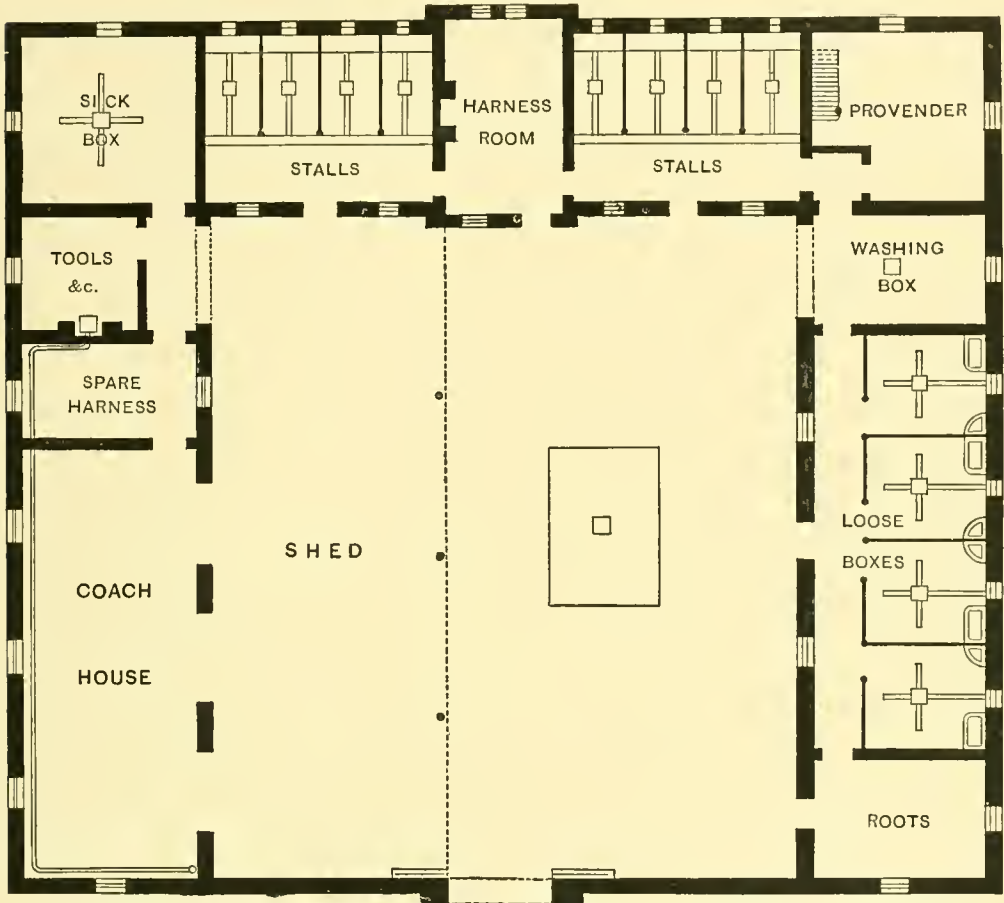 SICK
BOX
STALLS
HARNESS
ROOM
STALLS
PROVENDER
TOOLS
&c.
WASHING
BOX
SPARE
HARNESS
LOOSE
BOXES
SHED
COACH
HOUSE
ROOTS